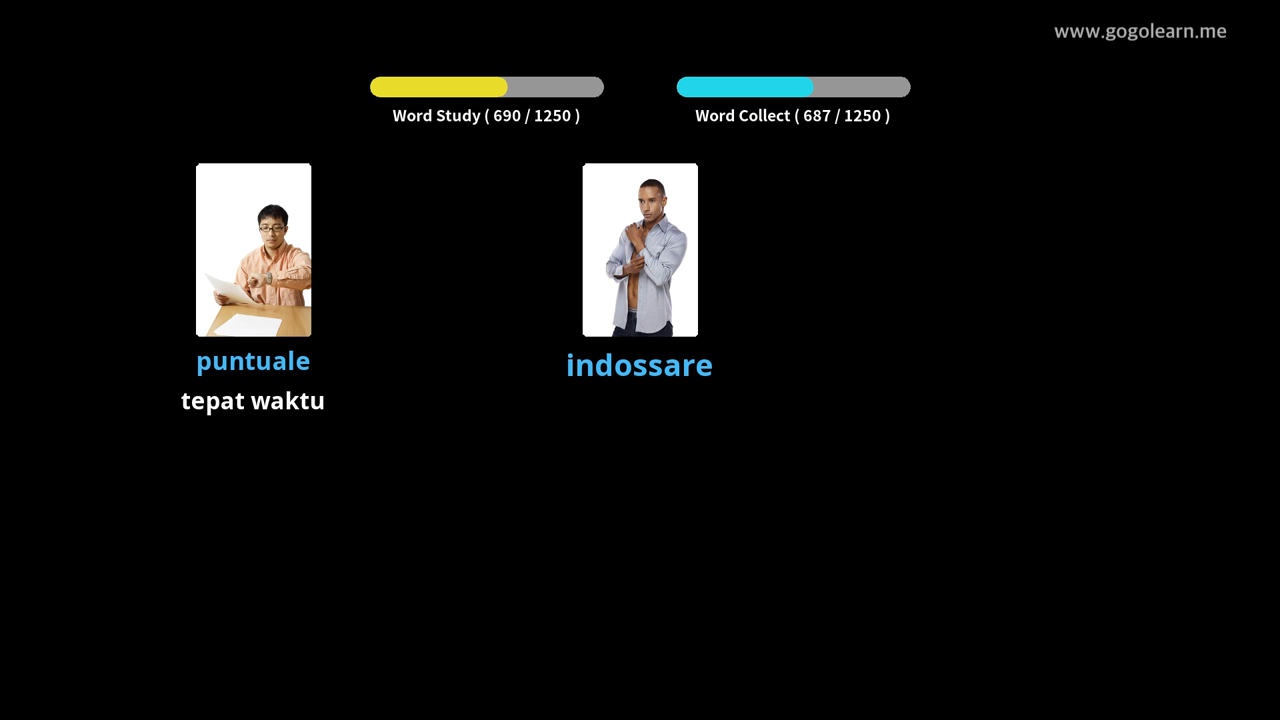 www.gogolearn.me
Word Study ( 690 / 1250 )
Word Collect ( 687 / 1250 )
puntuale
tepat waktu
indossare